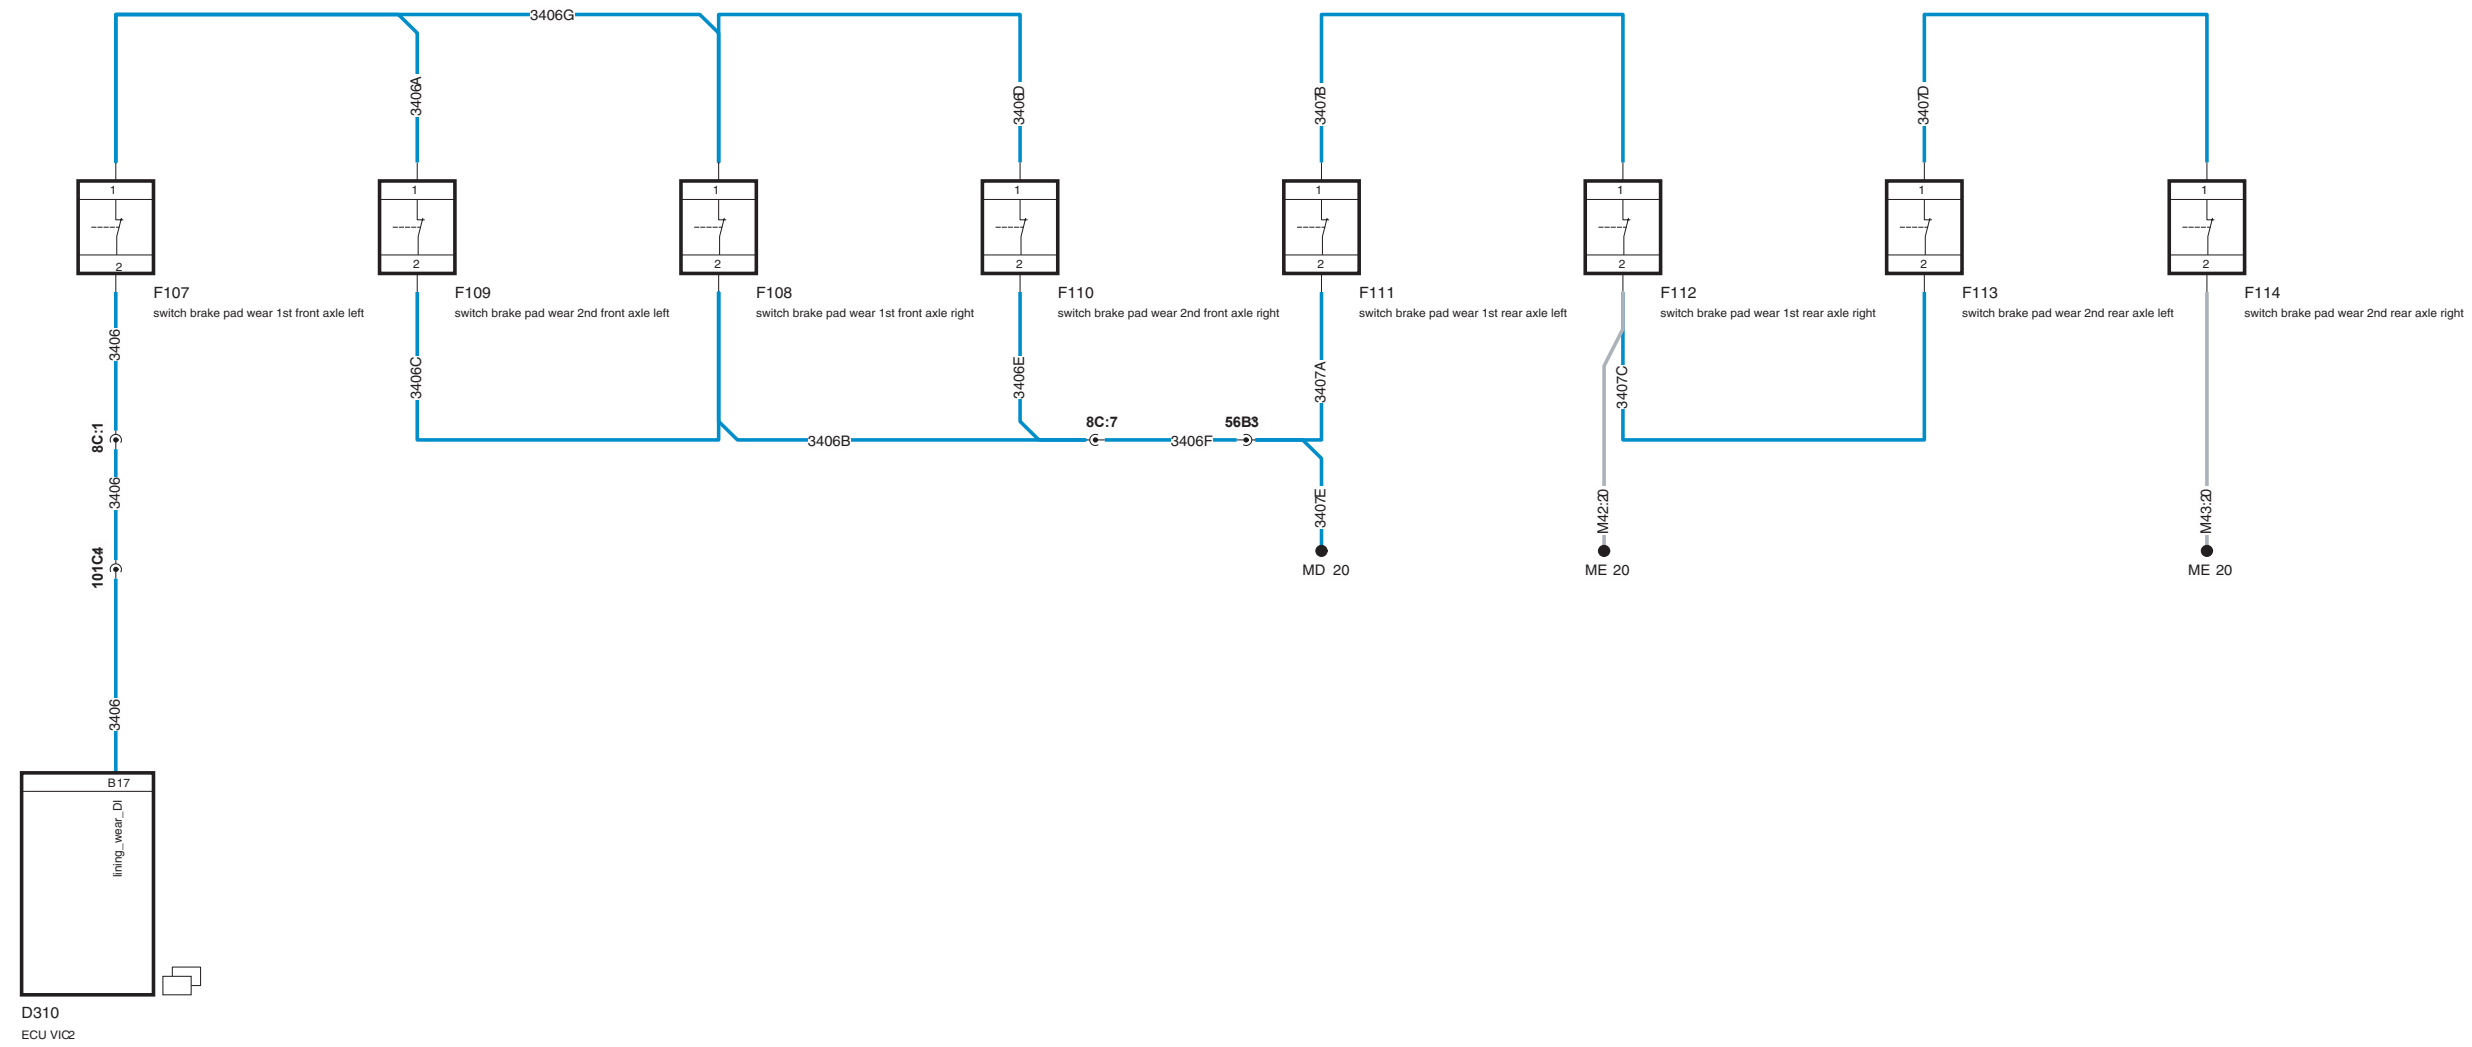 3406G
3406A
3406D
3407B
3407D
1
1
1
1
1
1
1
1
2
2
2
2
2
2
2
2
F107
switch brake pad wear 1st front axle left
F109
switch brake pad wear 2nd front axle left
F108
switch brake pad wear 1st front axle right
F110
switch brake pad wear 2nd front axle right
F111
switch brake pad wear 1st rear axle left
F112
switch brake pad wear 1st rear axle right
F113
switch brake pad wear 2nd rear axle left
F114
switch brake pad wear 2nd rear axle right
3406
3406C
3406E
3407A
3407C
8C:1
3406B
8C:7
3406F
56B3
3406
3407E
M42:20
M43:20
101C4
MD 20
ME 20
ME 20
3406
B17
lining_wear_DI
D310
ECU VIC2